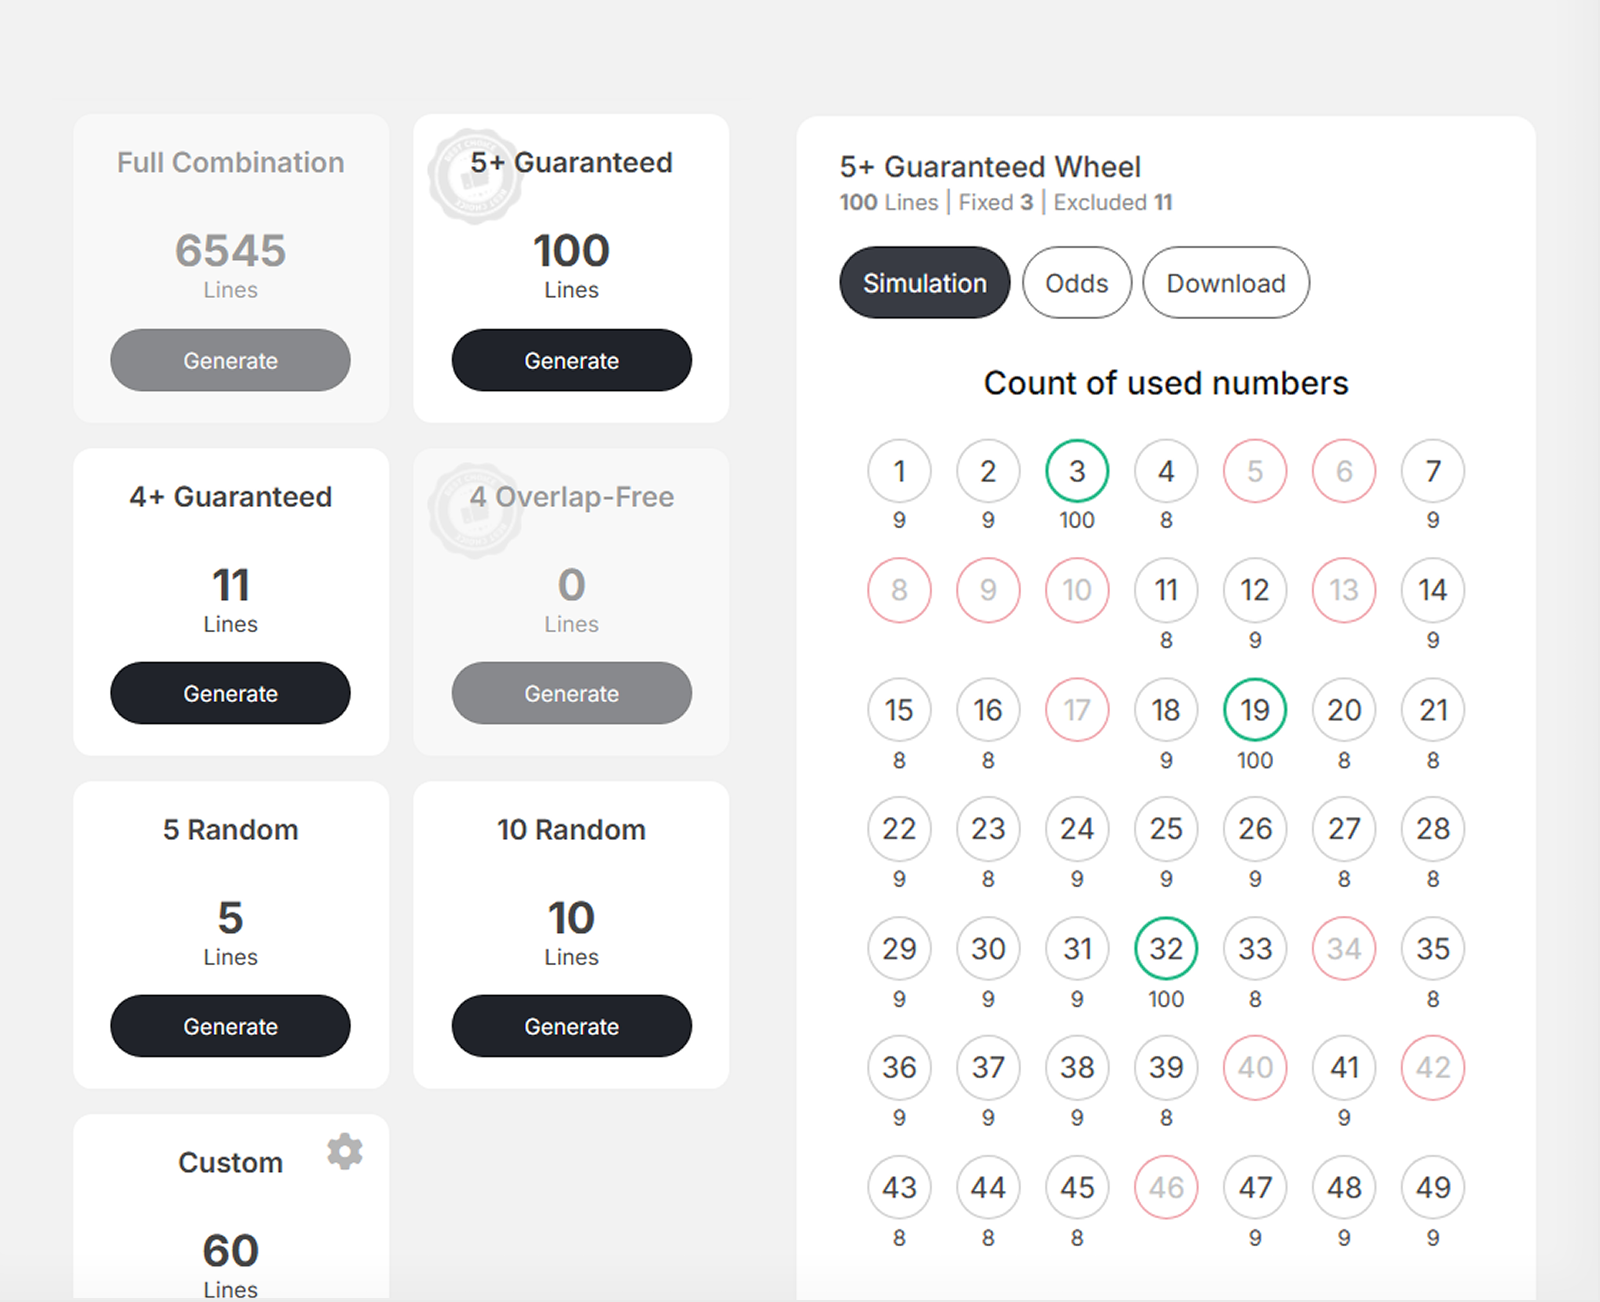 Full Combination
6545
Lines
Generate
5+ Guaranteed
100
Lines
Generate
4+ Guaranteed
11
Lines
Generate
4 Overlap-Free
0
Lines
Generate
5 Random
5
Lines
Generate
10 Random
10
Lines
Generate
Custom
60
Lines
5+ Guaranteed Wheel
100 Lines | Fixed 3 | Excluded 11
Simulation Odds Download
Count of used numbers
1 2 3 4 5 6 7
9 9 100 8 9
8 9 10 11 12 13 14
8 9 9
15 16 17 18 19 20 21
8 8 9 100 8 8
22 23 24 25 26 27 28
9 8 9 9 9 8 8
29 30 31 32 33 34 35
9 9 9 100 8 8
36 37 38 39 40 41 42
9 9 9 8 9
43 44 45 46 47 48 49
8 8 8 9 9 9